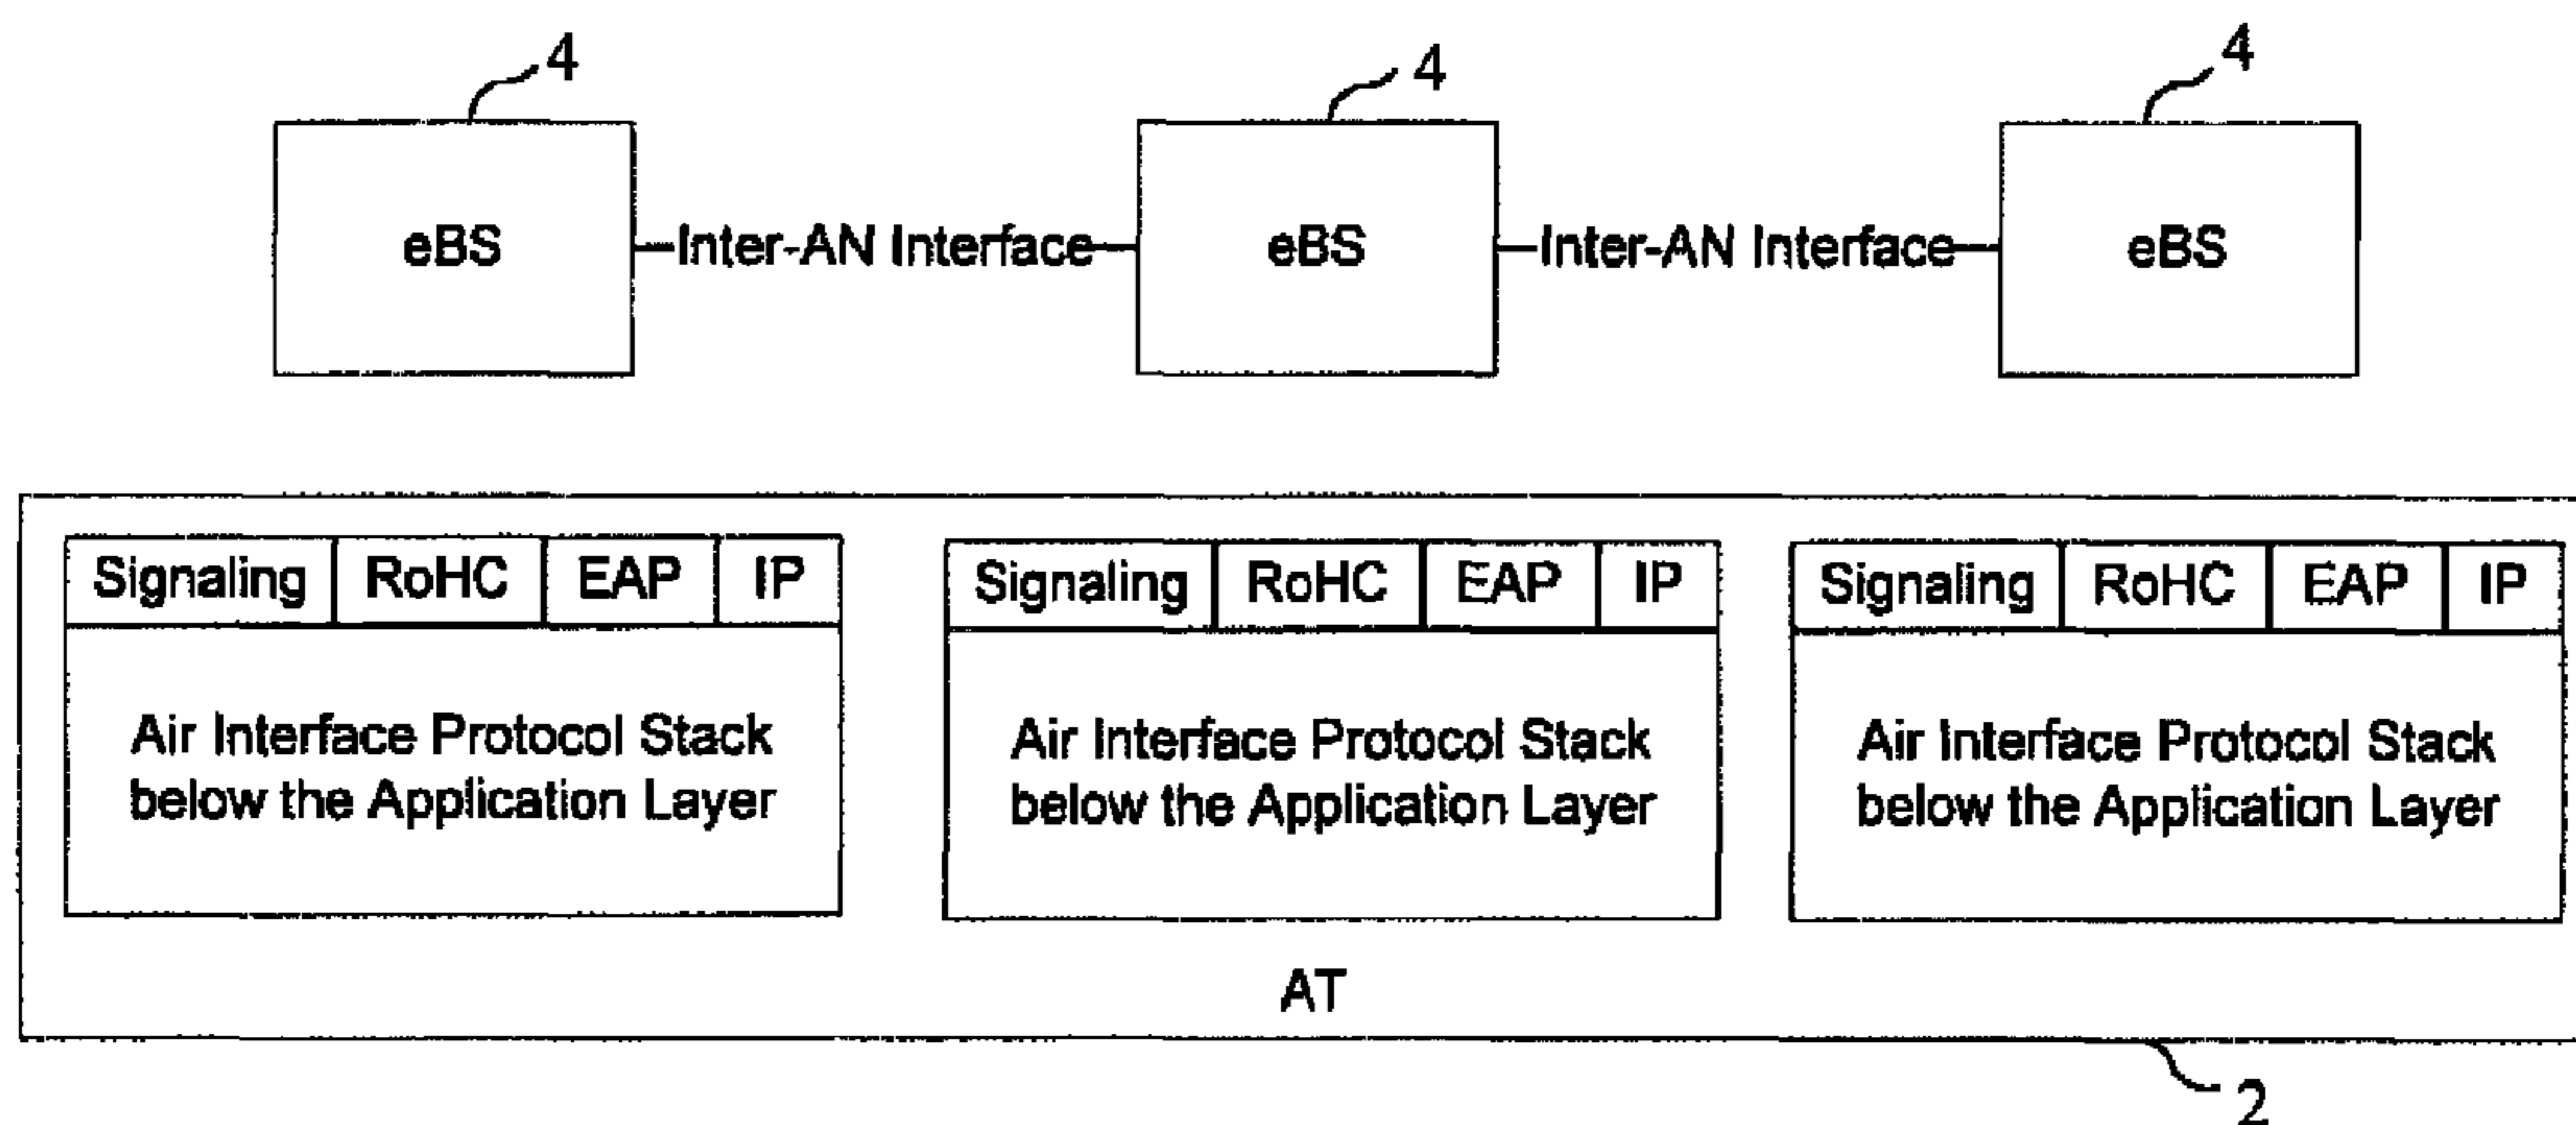 4 4 4
eBS Inter-AN Interface eBS Inter-AN Interface eBS
Signaling RoHC EAP IP Signaling RoHC EAP IP Signaling RoHC EAP IP
Air Interface Protocol Stack
below the Application Layer
Air Interface Protocol Stack
below the Application Layer
Air Interface Protocol Stack
below the Application Layer
AT
2